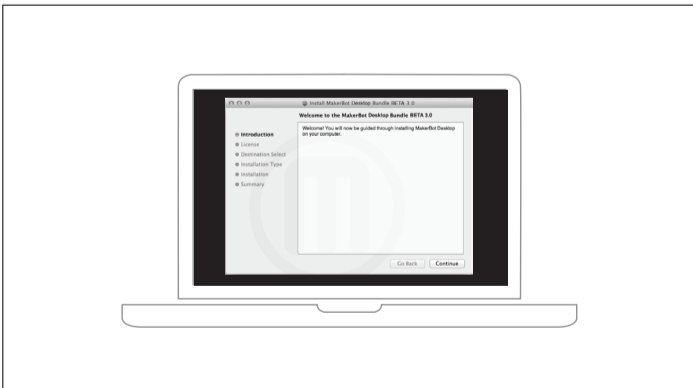 Install MakerBot Desktop Bundle BETA 3.0
Welcome to the MakerBot Desktop Bundle BETA 3.0
Introduction
License
Destination Select
Installation Type
Installation
Summary
Welcome! You will now be guided through installing MakerBot Desktop
on your computer.
Go Back
Continue